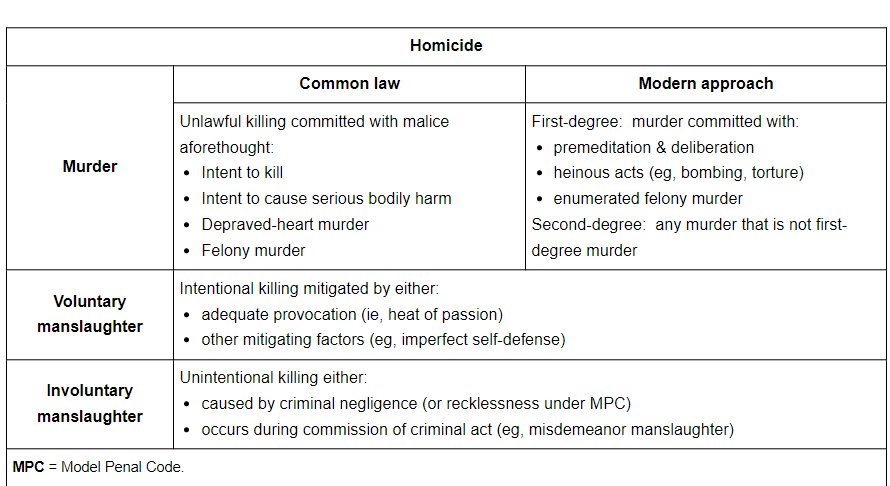 Homicide
Common law
Modern approach
Murder
Unlawful killing committed with malice
aforethought:
• Intent to kill
• Intent to cause serious bodily harm
• Depraved-heart murder
• Felony murder
First-degree:  murder committed with:
• premeditation & deliberation
• heinous acts (eg, bombing, torture)
• enumerated felony murder
Second-degree:  any murder that is not first-
degree murder
Voluntary
manslaughter
Intentional killing mitigated by either:
• adequate provocation (ie, heat of passion)
• other mitigating factors (eg, imperfect self-defense)
Involuntary
manslaughter
Unintentional killing either:
• caused by criminal negligence (or recklessness under MPC)
• occurs during commission of criminal act (eg, misdemeanor manslaughter)
MPC = Model Penal Code.